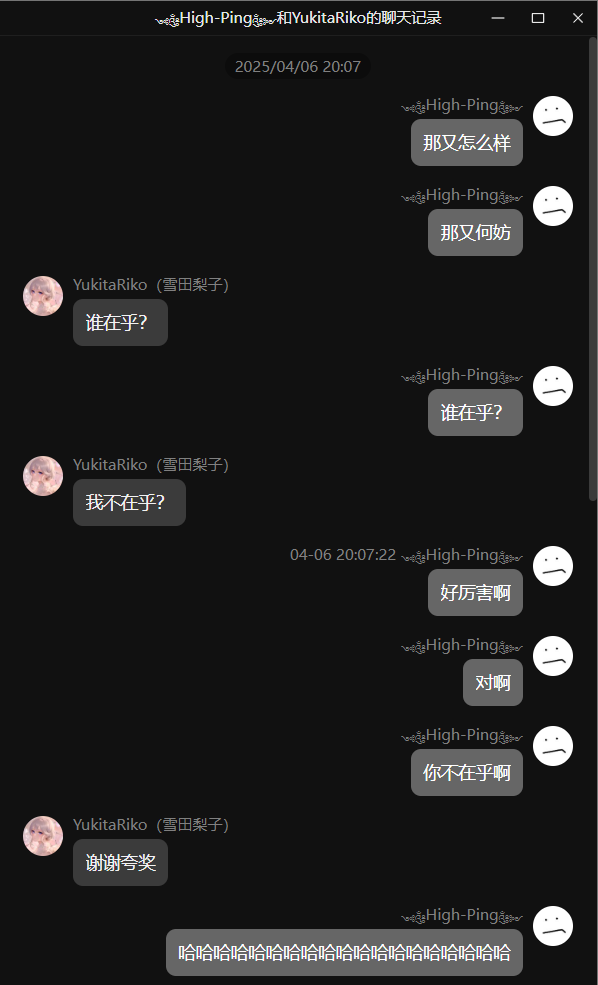 High-Ping和YukitaRiko的聊天记录
2025/04/06 20:07
High-Ping
那又怎么样
High-Ping
那又何妨
YukitaRiko (雪田梨子)
谁在乎?
High-Ping
谁在乎?
YukitaRiko (雪田梨子)
我不在乎?
04-06 20:07:22 High-Ping
好厉害啊
High-Ping
对啊
High-Ping
你不在乎啊
YukitaRiko (雪田梨子)
谢谢夸奖
High-Ping
哈哈哈哈哈哈哈哈哈哈哈哈哈哈哈哈哈哈哈